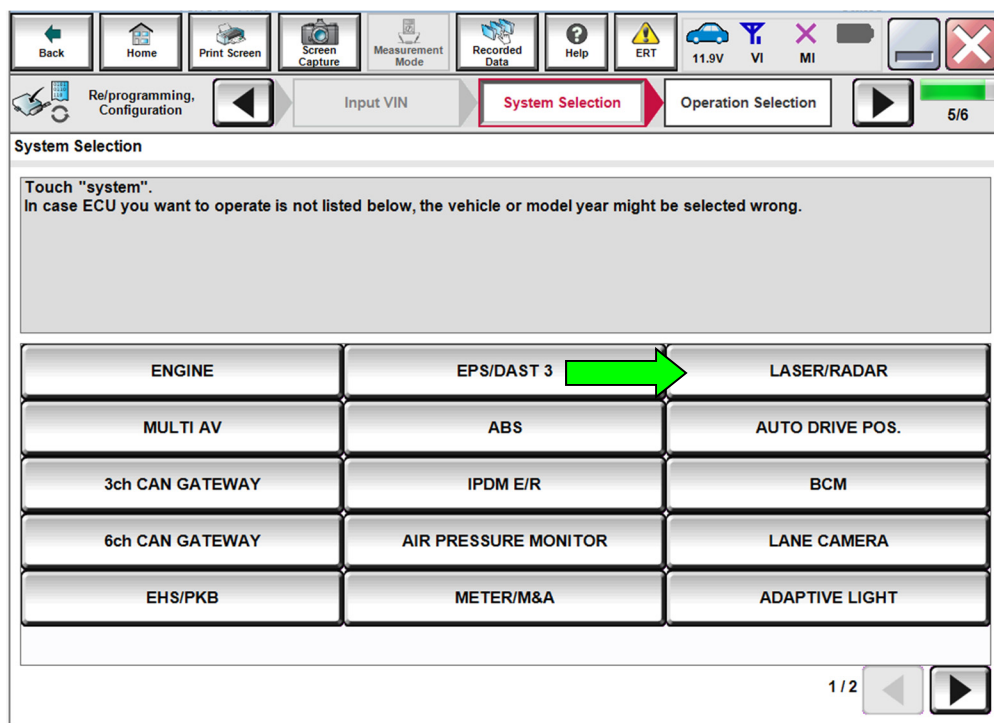 Back
Home
Print Screen
Screen
Capture
Measurement
Mode
Recorded
Data
Help
ERT
11.9V
VI
MI
Re/programming,
Configuration
Input VIN
System Selection
Operation Selection
5/6
System Selection
Touch "system".
In case ECU you want to operate is not listed below, the vehicle or model year might be selected wrong.
ENGINE
EPS/DAST 3
LASER/RADAR
MULTI AV
ABS
AUTO DRIVE POS.
3ch CAN GATEWAY
IPDM E/R
BCM
6ch CAN GATEWAY
AIR PRESSURE MONITOR
LANE CAMERA
EHS/PKB
METER/M&A
ADAPTIVE LIGHT
1 / 2